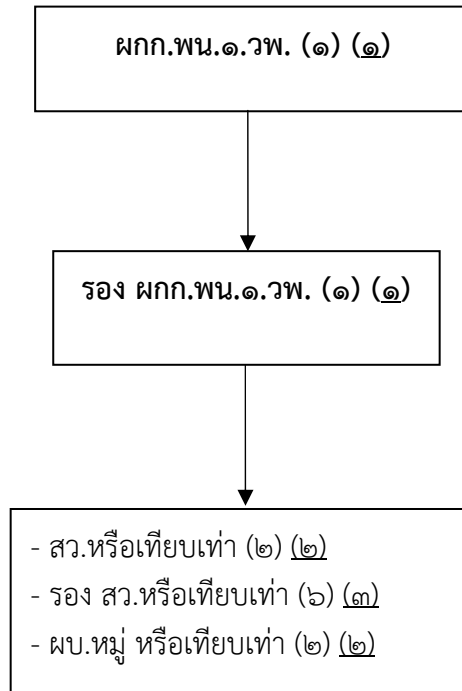 ผกก.พน.๑.วพ. (๑) (๑)
รอง ผกก.พน.๑.วพ. (๑) (๑)
- สว.หรือเทียบเท่า (๒) (๒)
- รอง สว.หรือเทียบเท่า (๖) (๓)
- ผบ.หมู่ หรือเทียบเท่า (๒) (๒)